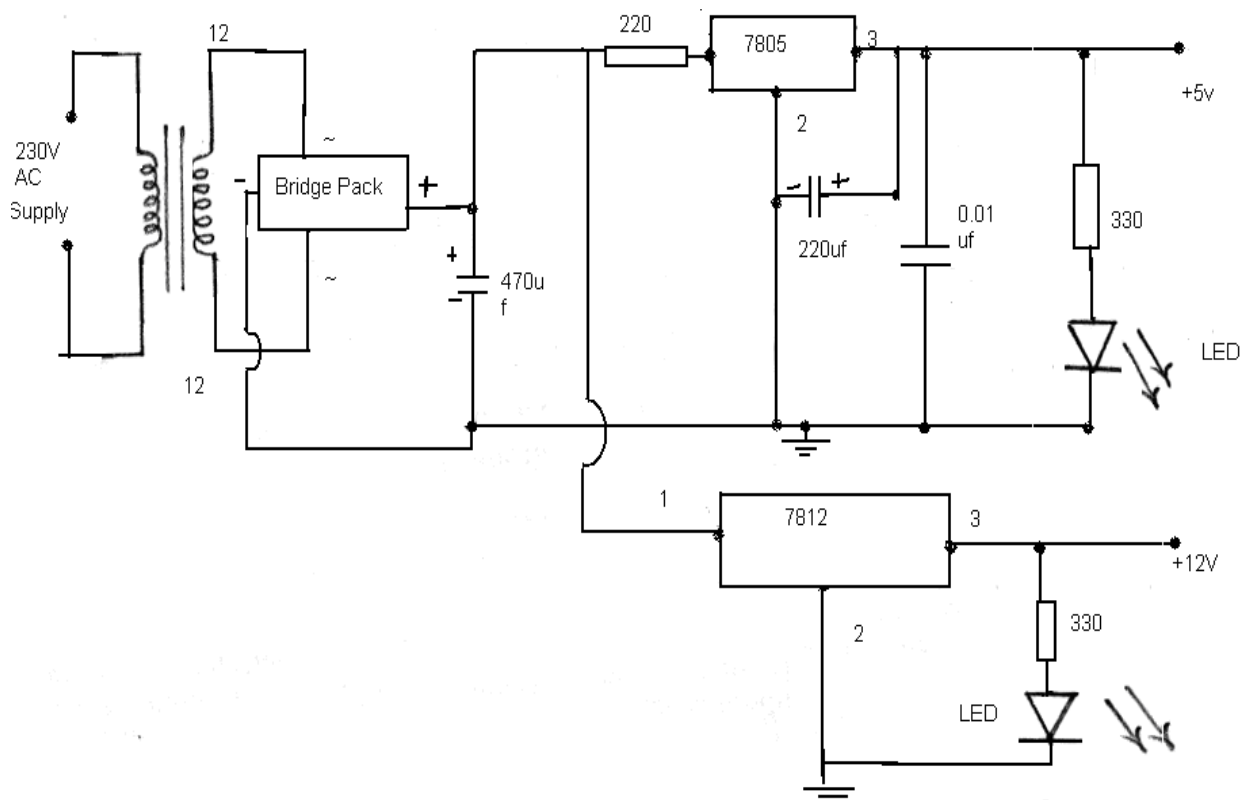 12
220
7805
3
+5v
2
230V
AC
Supply
~
-
Bridge Pack
+
- +
220uf
0.01
uf
330
+
-
470u
f
~
12
LED
1
7812
3
+12V
2
330
LED